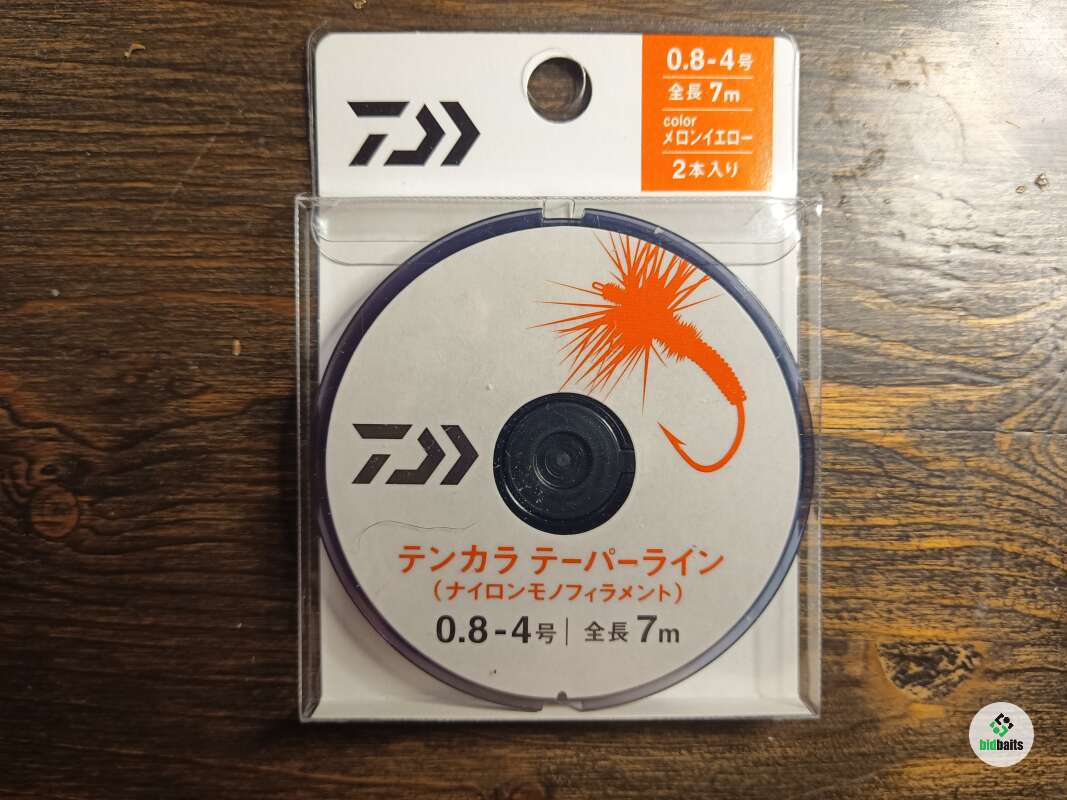 0.8-4号
全長 7m
color
メロンイエロー
2本入り
テンカラ テーパーライン
(ナイロンモノフィラメント)
0.8-4号 | 全長 7m
bidbaits